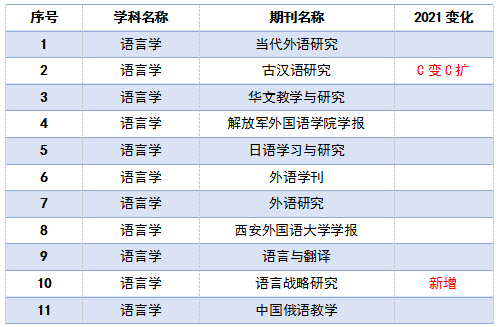 序号 学科名称 期刊名称 2021 变化
1 语言学 当代外语研究
2 语言学 古汉语研究 C 变 C 扩
3 语言学 华文教学与研究
4 语言学 解放军外国语学院学报
5 语言学 日语学习与研究
6 语言学 外语学刊
7 语言学 外语研究
8 语言学 西安外国语大学学报
9 语言学 语言与翻译
10 语言学 语言战略研究 新增
11 语言学 中国俄语教学